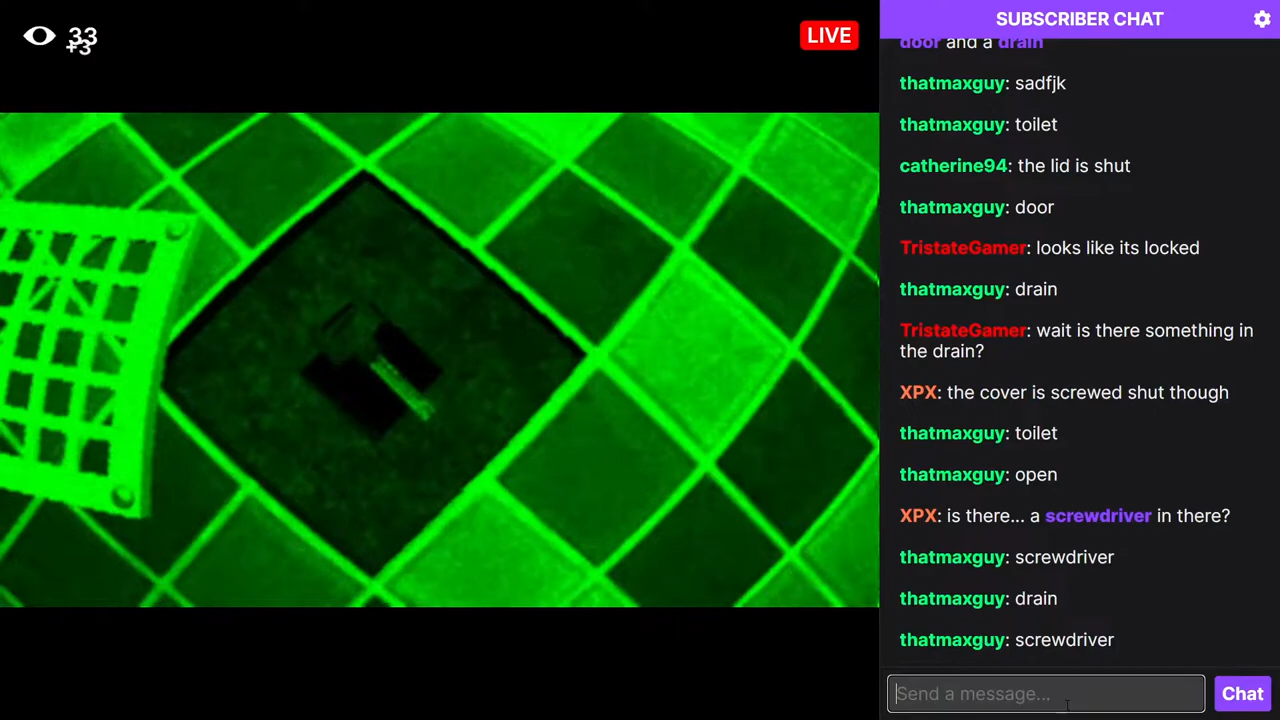 33
+3
LIVE
SUBSCRIBER CHAT
door and a drain
thatmaxguy: sadfjk
thatmaxguy: toilet
catherine94: the lid is shut
thatmaxguy: door
TristateGamer: looks like its locked
thatmaxguy: drain
TristateGamer: wait is there something in
the drain?
XPX: the cover is screwed shut though
thatmaxguy: toilet
thatmaxguy: open
XPX: is there... a screwdriver in there?
thatmaxguy: screwdriver
thatmaxguy: drain
thatmaxguy: screwdriver
Send a message...
Chat